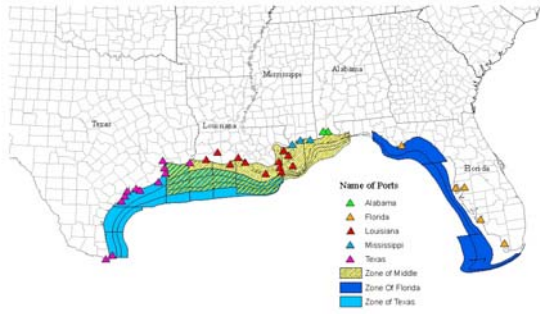 Mississippi
Alabama
Texas
Louisiana
Florida
Name of Ports
Alabama
Florida
Louisiana
Mississippi
Texas
Zone of Middle
Zone Of Florida
Zone of Texas